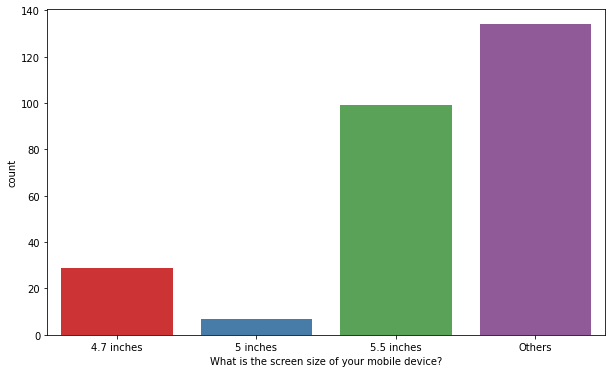 140
120
100
80
60
40
20
0
count
4.7 inches 5 inches 5.5 inches Others
What is the screen size of your mobile device?